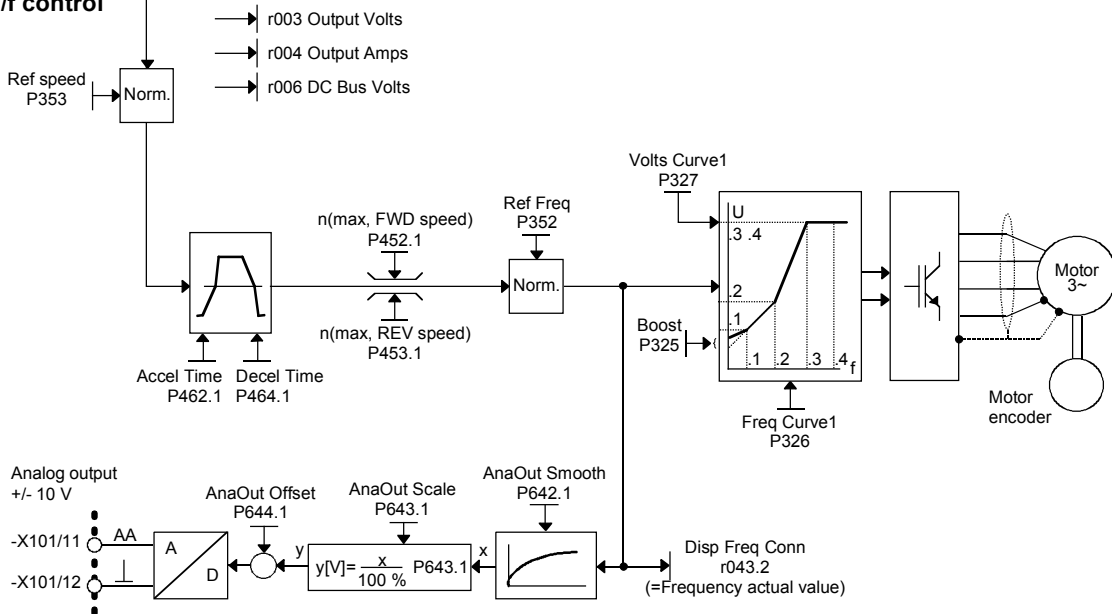 /f control
r003 Output Volts
r004 Output Amps
r006 DC Bus Volts
Ref speed
P353
Norm.
Volts Curve1
P327
n(max, FWD speed)
P452.1
Ref Freq
P352
Norm.
n(max, REV speed)
P453.1
Accel Time
P462.1
Decel Time
P464.1
U
.3 .4
.2
.1
Boost
P325
.1 .2 .3 .4 f
Freq Curve1
P326
Motor
3~
Motor
encoder
Analog output
+/- 10 V
-X101/11
AA
-X101/12
A
D
AnaOut Offset
P644.1
y
AnaOut Scale
P643.1
y[V]= x/100 % P643.1
x
AnaOut Smooth
P642.1
Disp Freq Conn
r043.2
(=Frequency actual value)